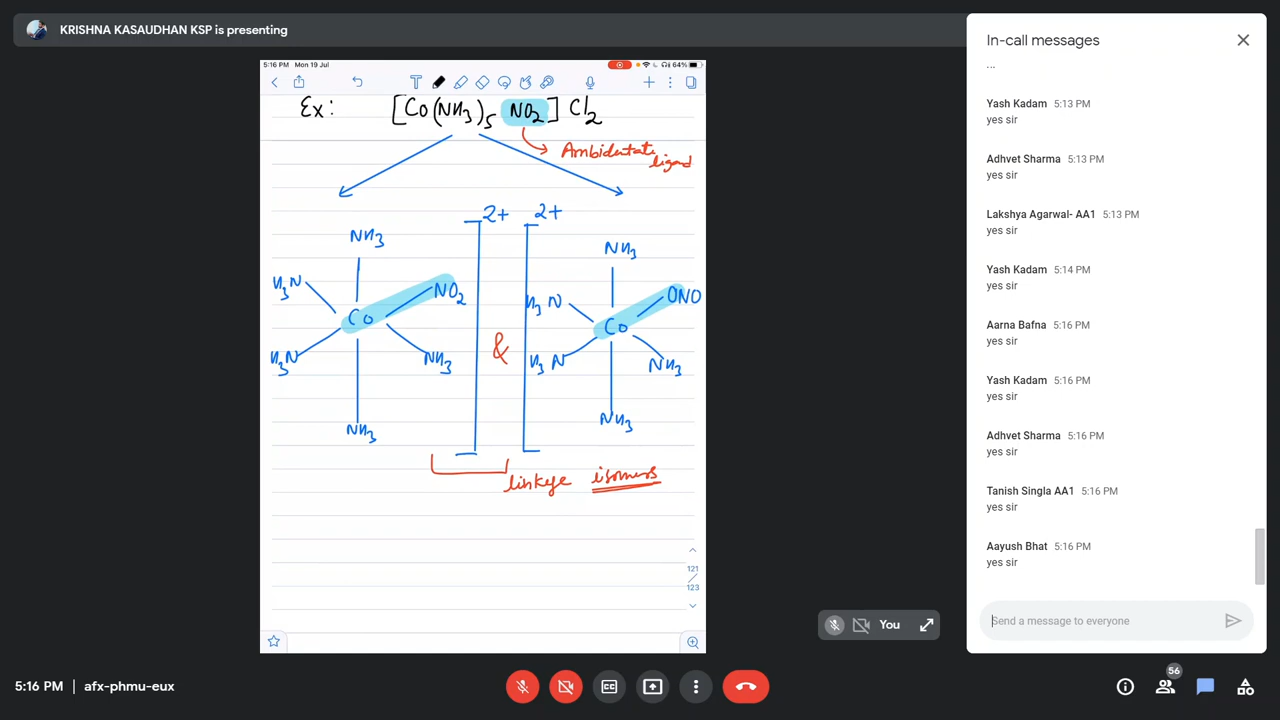 KRISHNA KASAUDHAN KSP is presenting
5:16 PM Mon 19 Jul
64%
Ex: [Co(NH3)5 NO2] Cl2
Ambidutate ligand
2+
2+
NH3
H3N
NO2
Co
H3N
NH3
NH3
&
NH3
H3N
ONO
Co
H3N
NH3
NH3
linkeye isomers
121
123
In-call messages
...
Yash Kadam 5:13 PM
yes sir
Adhvet Sharma 5:13 PM
yes sir
Lakshya Agarwal- AA1 5:13 PM
yes sir
Yash Kadam 5:14 PM
yes sir
Aarna Bafna 5:16 PM
yes sir
Yash Kadam 5:16 PM
yes sir
Adhvet Sharma 5:16 PM
yes sir
Tanish Singla AA1 5:16 PM
yes sir
Aayush Bhat 5:16 PM
yes sir
Send a message to everyone
You
5:16 PM | afx-phmu-eux
CC
56